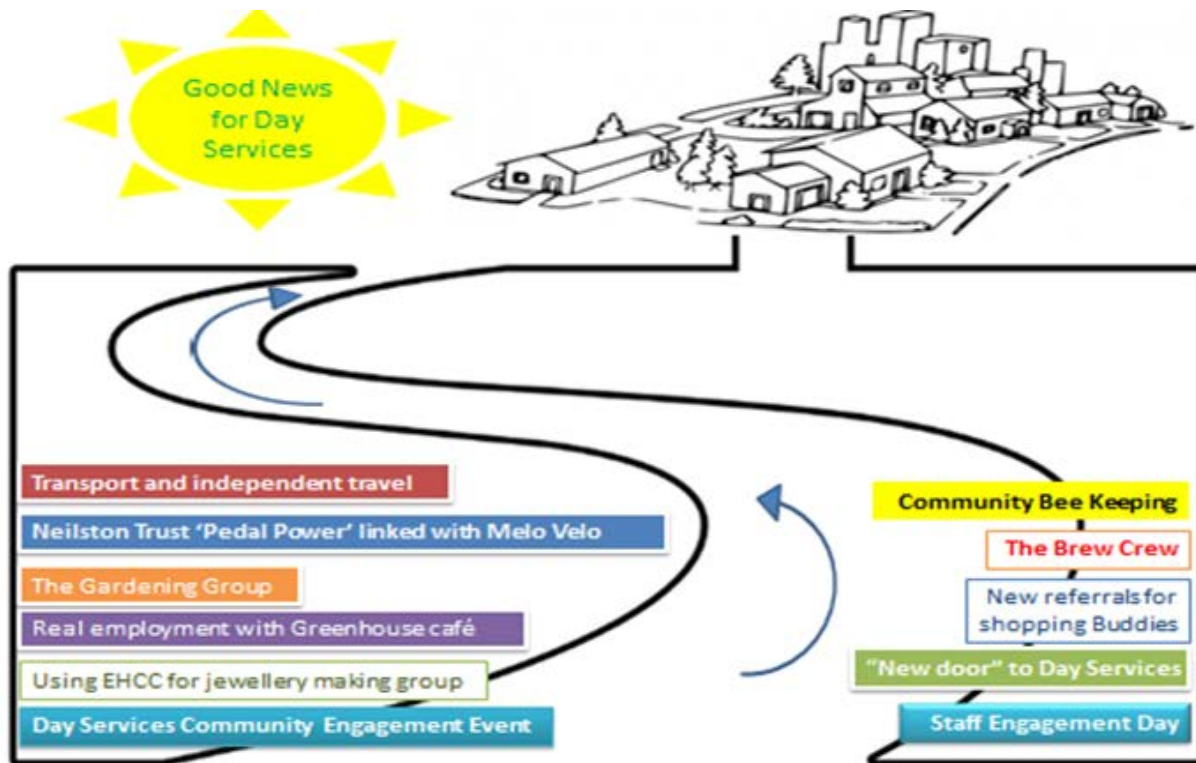 Good News
for Day
Services
Transport and independent travel
Neilston Trust ‘Pedal Power’ linked with Melo Velo
The Gardening Group
Real employment with Greenhouse café
Using EHCC for jewellery making group
Day Services Community Engagement Event
Community Bee Keeping
The Brew Crew
New referrals for
shopping Buddies
“New door” to Day Services
Staff Engagement Day